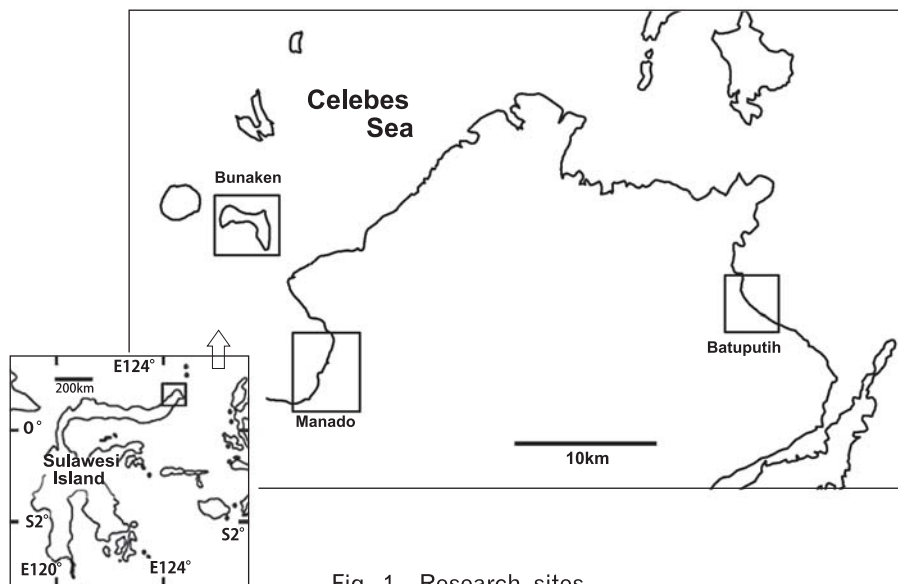 Celebes
Sea
Bunaken
Batuputih
Manado
10km
E124°
200km
0°
Sulawesi
Island
S2°
S2°
E120°
E124°
Fig. 1 Research sites